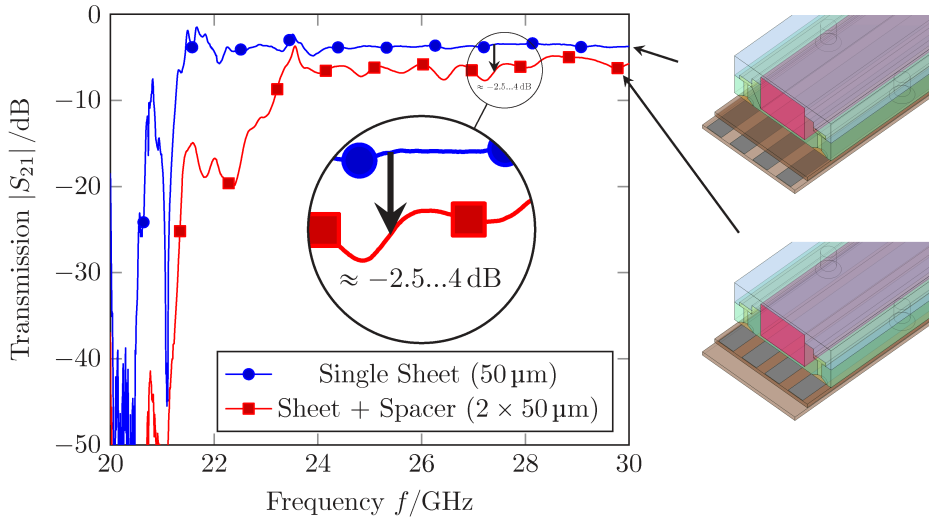 0
−10
−20
−30
−40
−50
20
22
24
26
28
30
Transmission |S21|/dB
Frequency f/GHz
≈ −2.5...4 dB
≈ −2.5...4 dB
Single Sheet (50 µm)
Sheet + Spacer (2 × 50 µm)